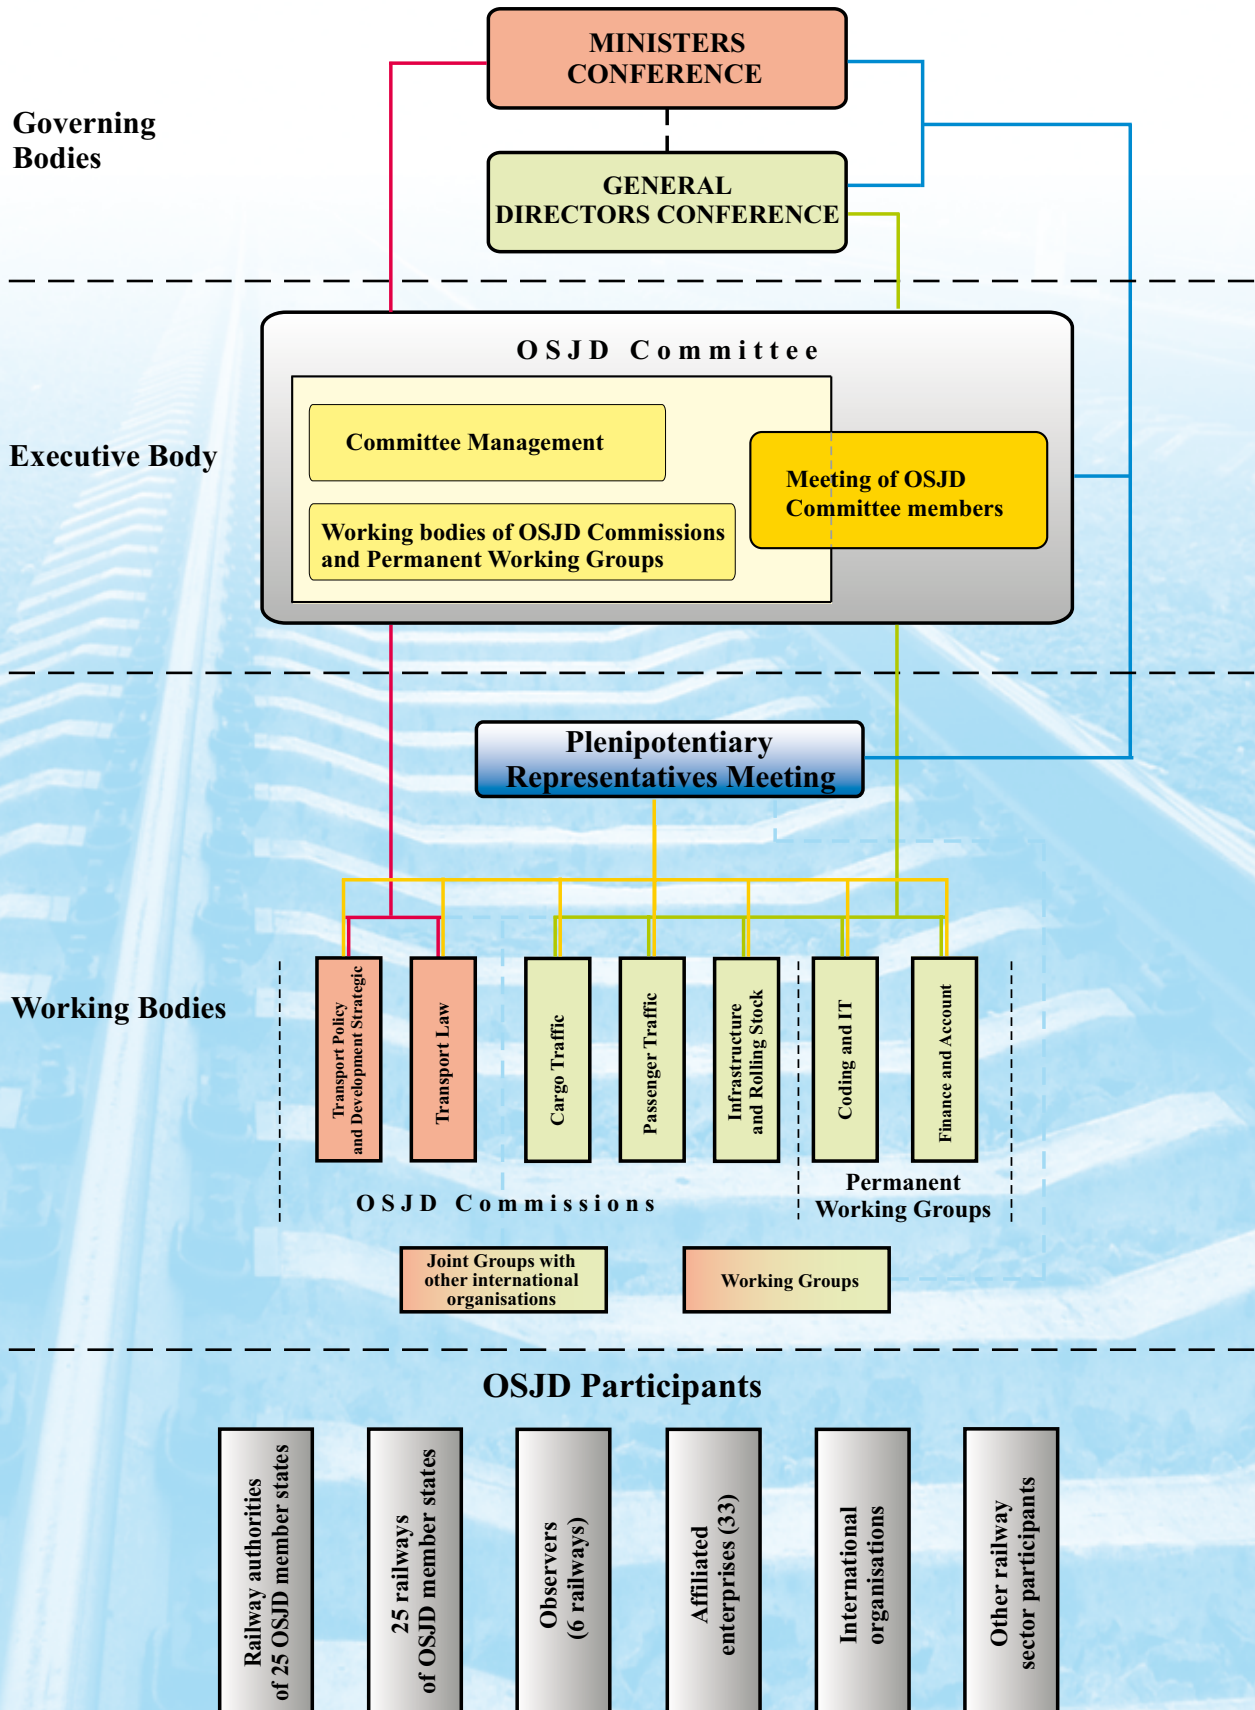 MINISTERS
CONFERENCE
Governing
Bodies
GENERAL
DIRECTORS CONFERENCE
OSJD Committee
Committee Management
Executive Body
Meeting of OSJD
Committee members
Working bodies of OSJD Commissions
and Permanent Working Groups
Plenipotentiary
Representatives Meeting
Working Bodies
Transport Policy
and Development Strategic
Transport Law
Cargo Traffic
Passenger Traffic
Infrastructure
and Rolling Stock
Coding and IT
Finance and Account
OSJD Commissions
Permanent
Working Groups
Joint Groups with
other international
organisations
Working Groups
OSJD Participants
Railway authorities
of 25 OSJD member states
25 railways
of OSJD member states
Observers
(6 railways)
Affiliated
enterprises (33)
International
organisations
Other railway
sector participants